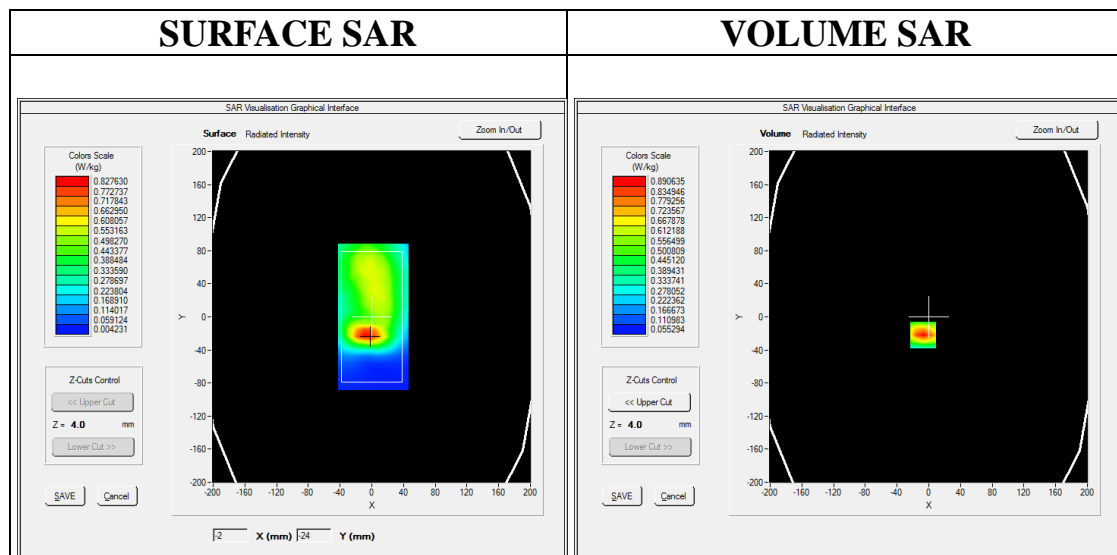 SURFACE SAR
VOLUME SAR
SAR Visualisation Graphical Interface
Surface Radiated Intensity
Zoom In/Out
Colors Scale
(W/kg)
0.827630
0.772737
0.717843
0.662950
0.608057
0.553163
0.498270
0.443377
0.388484
0.333590
0.278697
0.223804
0.168910
0.114017
0.059124
0.004231
Z-Cuts Control
<< Upper Cut
Z = 4.0 mm
Lower Cut >>
SAVE Cancel
200
160
120
80
40
0
-40
-80
-120
-160
-200
Y
-200 -160 -120 -80 -40 0 40 80 120 160 200
X
-2 X (mm) -24 Y (mm)
SAR Visualisation Graphical Interface
Volume Radiated Intensity
Zoom In/Out
Colors Scale
(W/kg)
0.890635
0.834946
0.779256
0.723567
0.667878
0.612188
0.556499
0.500809
0.445120
0.389431
0.333741
0.278052
0.222362
0.166673
0.110983
0.055294
Z-Cuts Control
<< Upper Cut
Z = 4.0 mm
Lower Cut >>
SAVE Cancel
200
160
120
80
40
0
-40
-80
-120
-160
-200
Y
-200 -160 -120 -80 -40 0 40 80 120 160 200
X